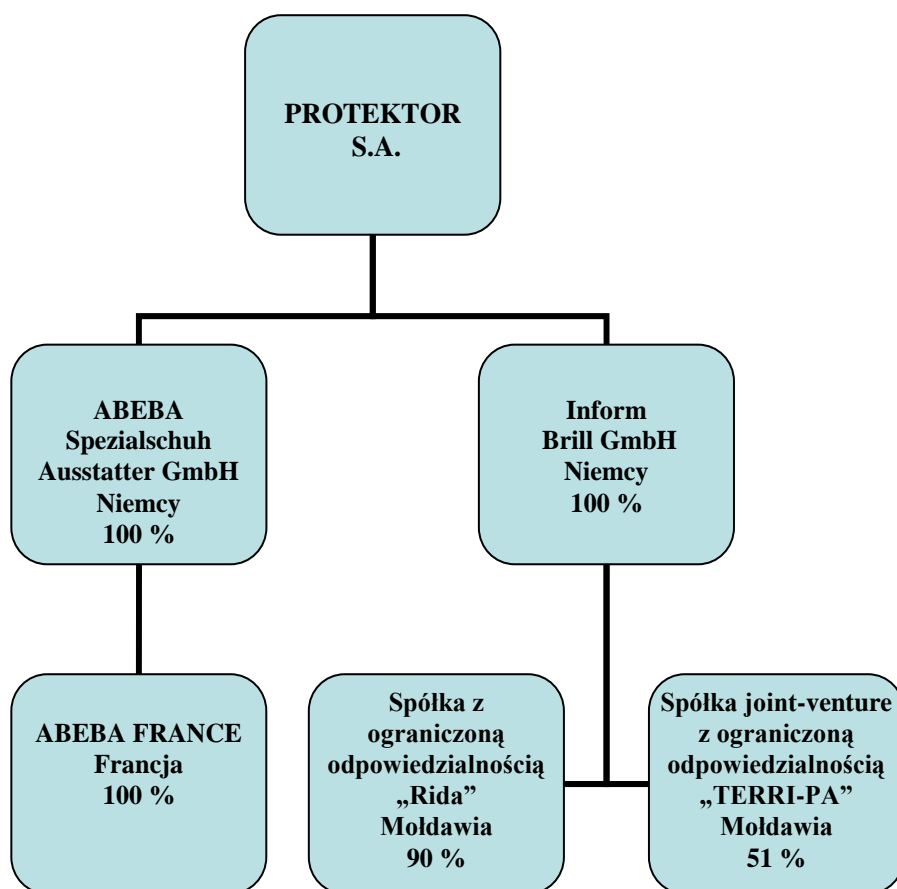 PROTEKTOR
S.A.
ABEBA
Spezialschuh
Ausstatter GmbH
Niemcy
100 %
Inform
Brill GmbH
Niemcy
100 %
ABEBA FRANCE
Francja
100 %
Spółka z
ograniczoną
odpowiedzialnością
„Rida”
Mołdawia
90 %
Spółka joint-venture
z ograniczoną
odpowiedzialnością
„TERRI-PA”
Mołdawia
51 %